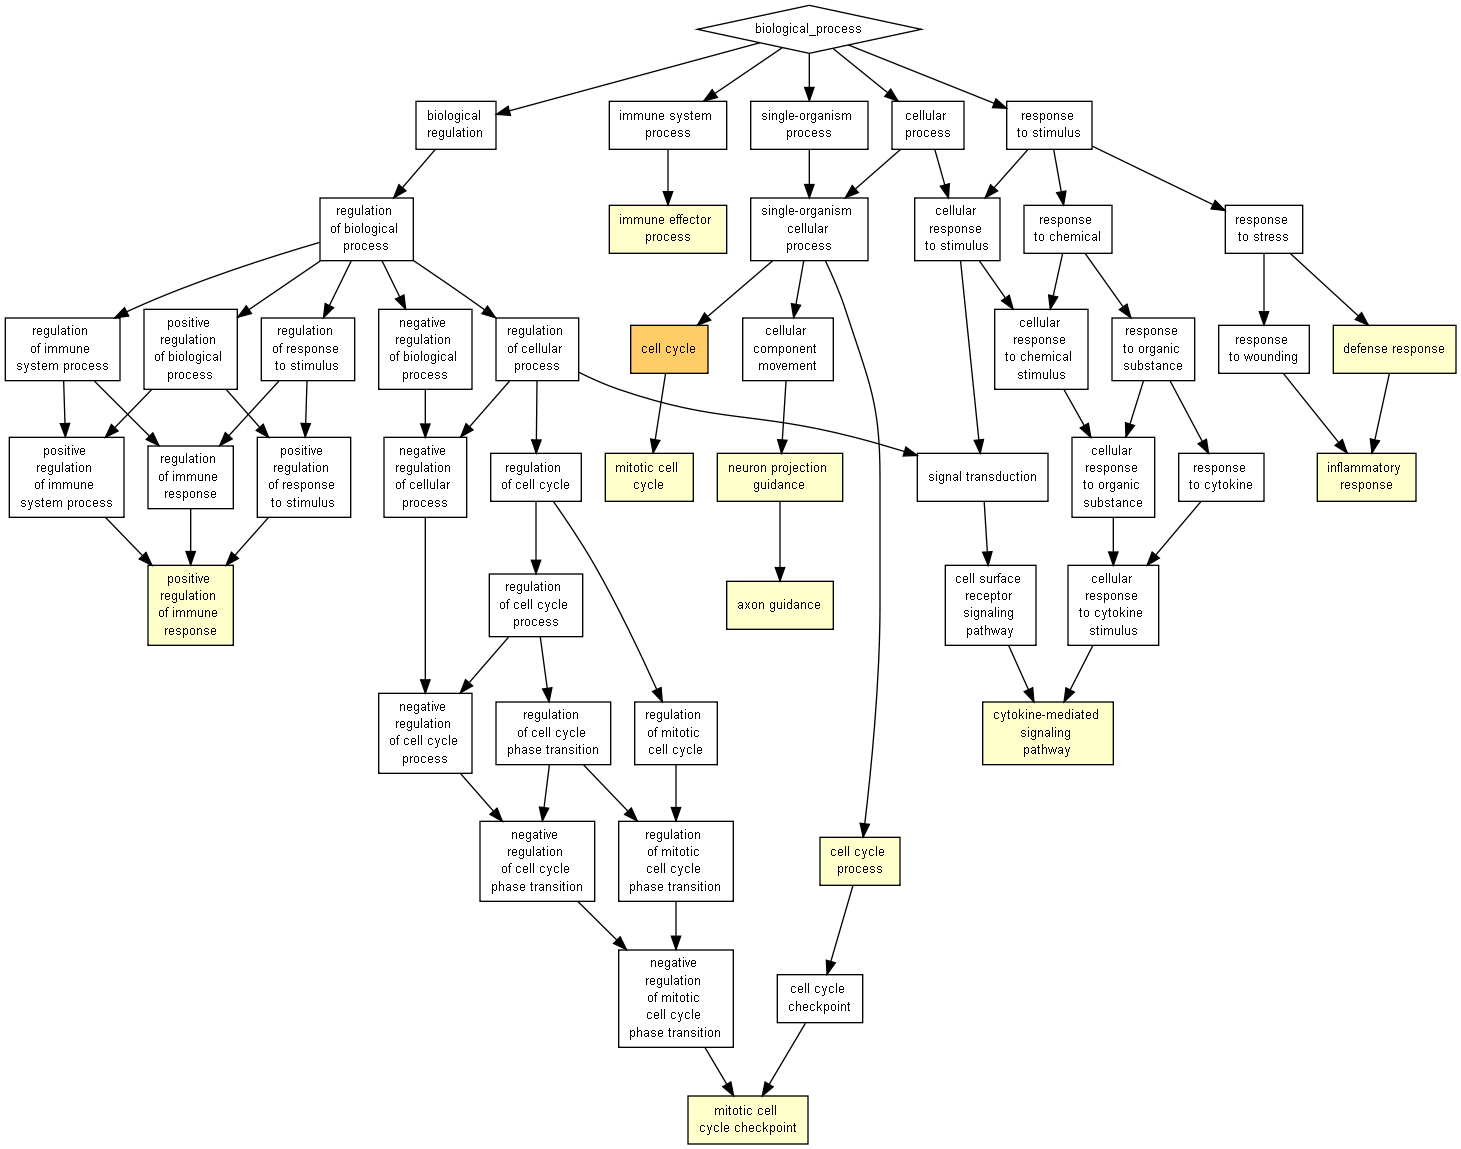 biological_process
biological
regulation
immune system
process
single-organism
process
cellular
process
response
to stimulus
regulation
of biological
process
immune effector
process
single-organism
cellular
process
cellular
response
to stimulus
response
to chemical
response
to stress
regulation
of immune
system process
positive
regulation
of biological
process
regulation
of response
to stimulus
negative
regulation
of biological
process
regulation
of cellular
process
cell cycle
cellular
component
movement
cellular
response
to chemical
stimulus
response
to organic
substance
response
to wounding
defense response
positive
regulation
of immune
system process
regulation
of immune
response
positive
regulation
of response
to stimulus
negative
regulation
of cellular
process
regulation
of cell cycle
mitotic cell
cycle
neuron projection
guidance
signal transduction
cellular
response
to organic
substance
response
to cytokine
inflammatory
response
positive
regulation
of immune
response
regulation
of cell cycle
process
axon guidance
cell surface
receptor
signaling
pathway
cellular
response
to cytokine
stimulus
negative
regulation
of cell cycle
process
regulation
of cell cycle
phase transition
regulation
of mitotic
cell cycle
cytokine-mediated
signaling
pathway
negative
regulation
of cell cycle
phase transition
regulation
of mitotic
cell cycle
phase transition
cell cycle
process
negative
regulation
of mitotic
cell cycle
phase transition
cell cycle
checkpoint
mitotic cell
cycle checkpoint